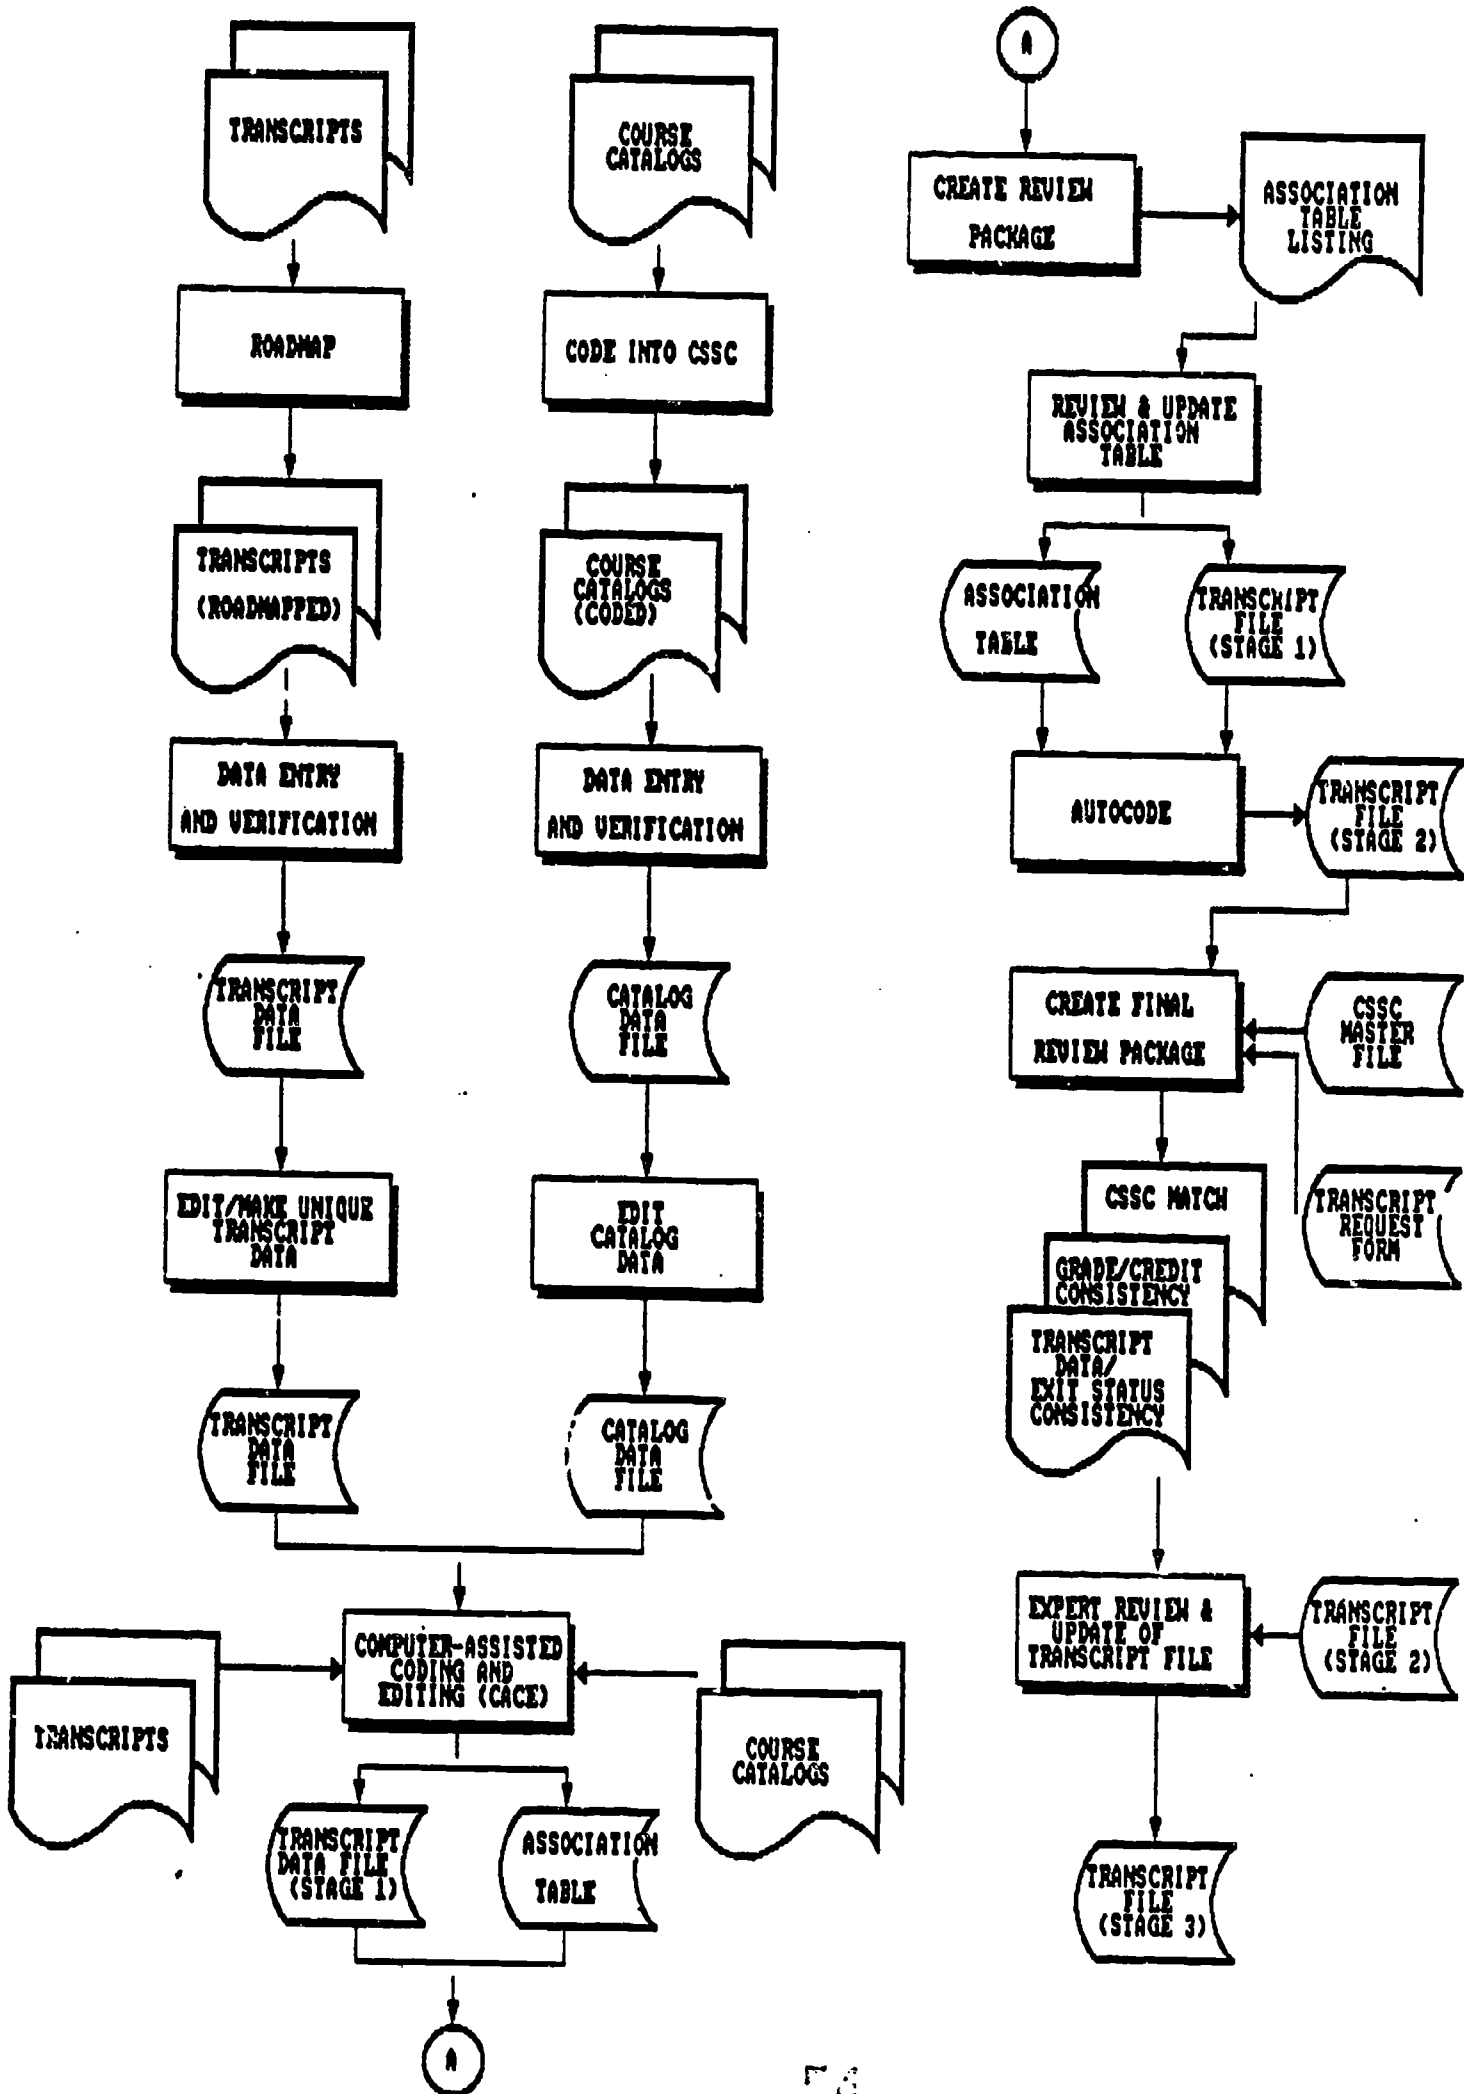 TRANSCRIPTS
ROADMAP
TRANSCRIPTS
(ROADMAPPED)
DATA ENTRY
AND VERIFICATION
TRANSCRIPT
DATA
FILE
EDIT/MAKE UNIQUE
TRANSCRIPT
DATA
TRANSCRIPT
DATA
FILE
COURSE
CATALOGS
CODE INTO CSSC
COURSE
CATALOGS
(CODED)
DATA ENTRY
AND VERIFICATION
CATALOG
DATA
FILE
EDIT
CATALOG
DATA
CATALOG
DATA
FILE
TRANSCRIPTS
COMPUTER-ASSISTED
CODING AND
EDITING (CACE)
COURSE
CATALOGS
TRANSCRIPT
DATA FILE
(STAGE 1)
ASSOCIATION
TABLE
A
A
CREATE REVIEW
PACKAGE
ASSOCIATION
TABLE
LISTING
REVIEW & UPDATE
ASSOCIATION
TABLE
ASSOCIATION
TABLE
TRANSCRIPT
FILE
(STAGE 1)
AUTOCODE
TRANSCRIPT
FILE
(STAGE 2)
CREATE FINAL
REVIEW PACKAGE
CSSC
MASTER
FILE
TRANSCRIPT
REQUEST
FORM
CSSC MATCH
GRADE/CREDIT
CONSISTENCY
TRANSCRIPT
DATA/
EXIT STATUS
CONSISTENCY
EXPERT REVIEW &
UPDATE OF
TRANSCRIPT FILE
TRANSCRIPT
FILE
(STAGE 2)
TRANSCRIPT
FILE
(STAGE 3)